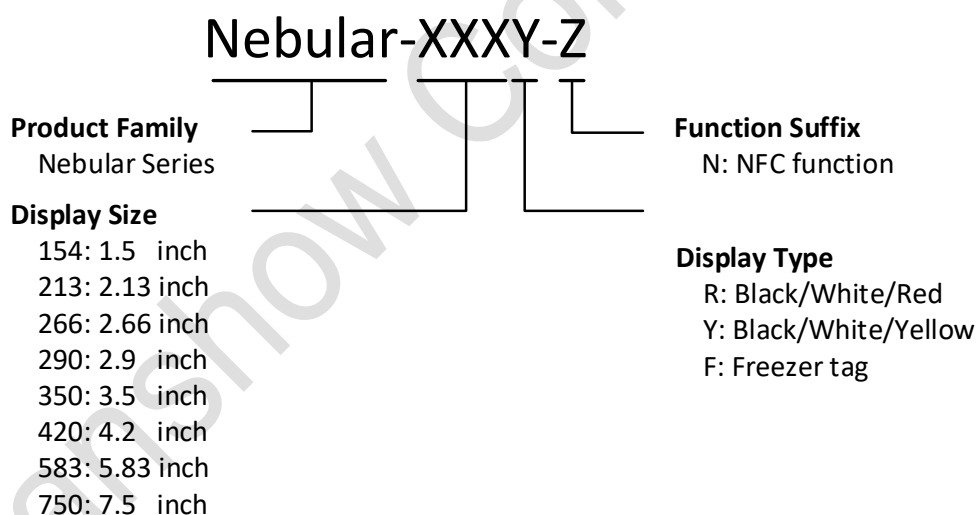 Nebular-XXXY-Z
Product Family
Nebular Series
Display Size
154: 1.5 inch
213: 2.13 inch
266: 2.66 inch
290: 2.9 inch
350: 3.5 inch
420: 4.2 inch
583: 5.83 inch
750: 7.5 inch
Function Suffix
N: NFC function
Display Type
R: Black/White/Red
Y: Black/White/Yellow
F: Freezer tag